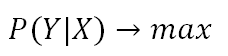 P(Y|X) → max